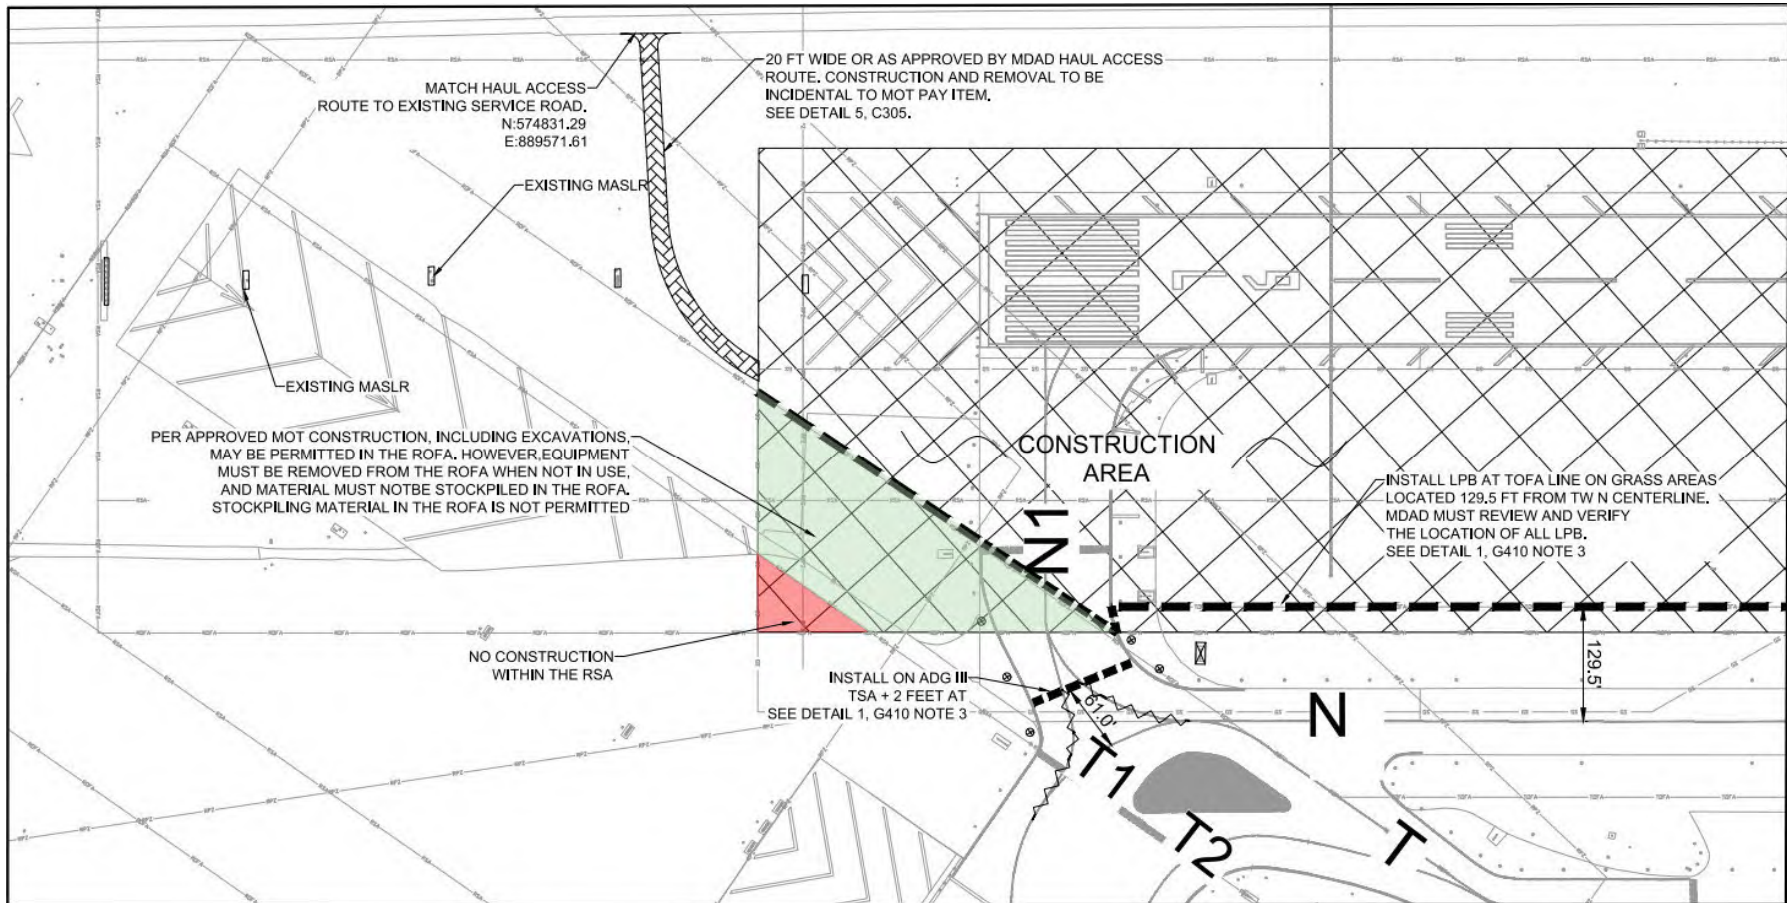 MATCH HAUL ACCESS
ROUTE TO EXISTING SERVICE ROAD.
N:574831.29
E:889571.61
20 FT WIDE OR AS APPROVED BY MDAD HAUL ACCESS
ROUTE. CONSTRUCTION AND REMOVAL TO BE
INCIDENTAL TO MOT PAY ITEM.
SEE DETAIL 5, C305.
EXISTING MASLR
EXISTING MASLR
PER APPROVED MOT CONSTRUCTION, INCLUDING EXCAVATIONS,
MAY BE PERMITTED IN THE ROFA. HOWEVER,EQUIPMENT
MUST BE REMOVED FROM THE ROFA WHEN NOT IN USE,
AND MATERIAL MUST NOTBE STOCKPILED IN THE ROFA.
STOCKPILING MATERIAL IN THE ROFA IS NOT PERMITTED
CONSTRUCTION
AREA
INSTALL LPB AT TOFA LINE ON GRASS AREAS
LOCATED 129.5 FT FROM TW N CENTERLINE.
MDAD MUST REVIEW AND VERIFY
THE LOCATION OF ALL LPB.
SEE DETAIL 1, G410 NOTE 3
N1
NO CONSTRUCTION
WITHIN THE RSA
INSTALL ON ADG III
TSA + 2 FEET AT
SEE DETAIL 1, G410 NOTE 3
61.0'
129.5'
N
T1
T2
T